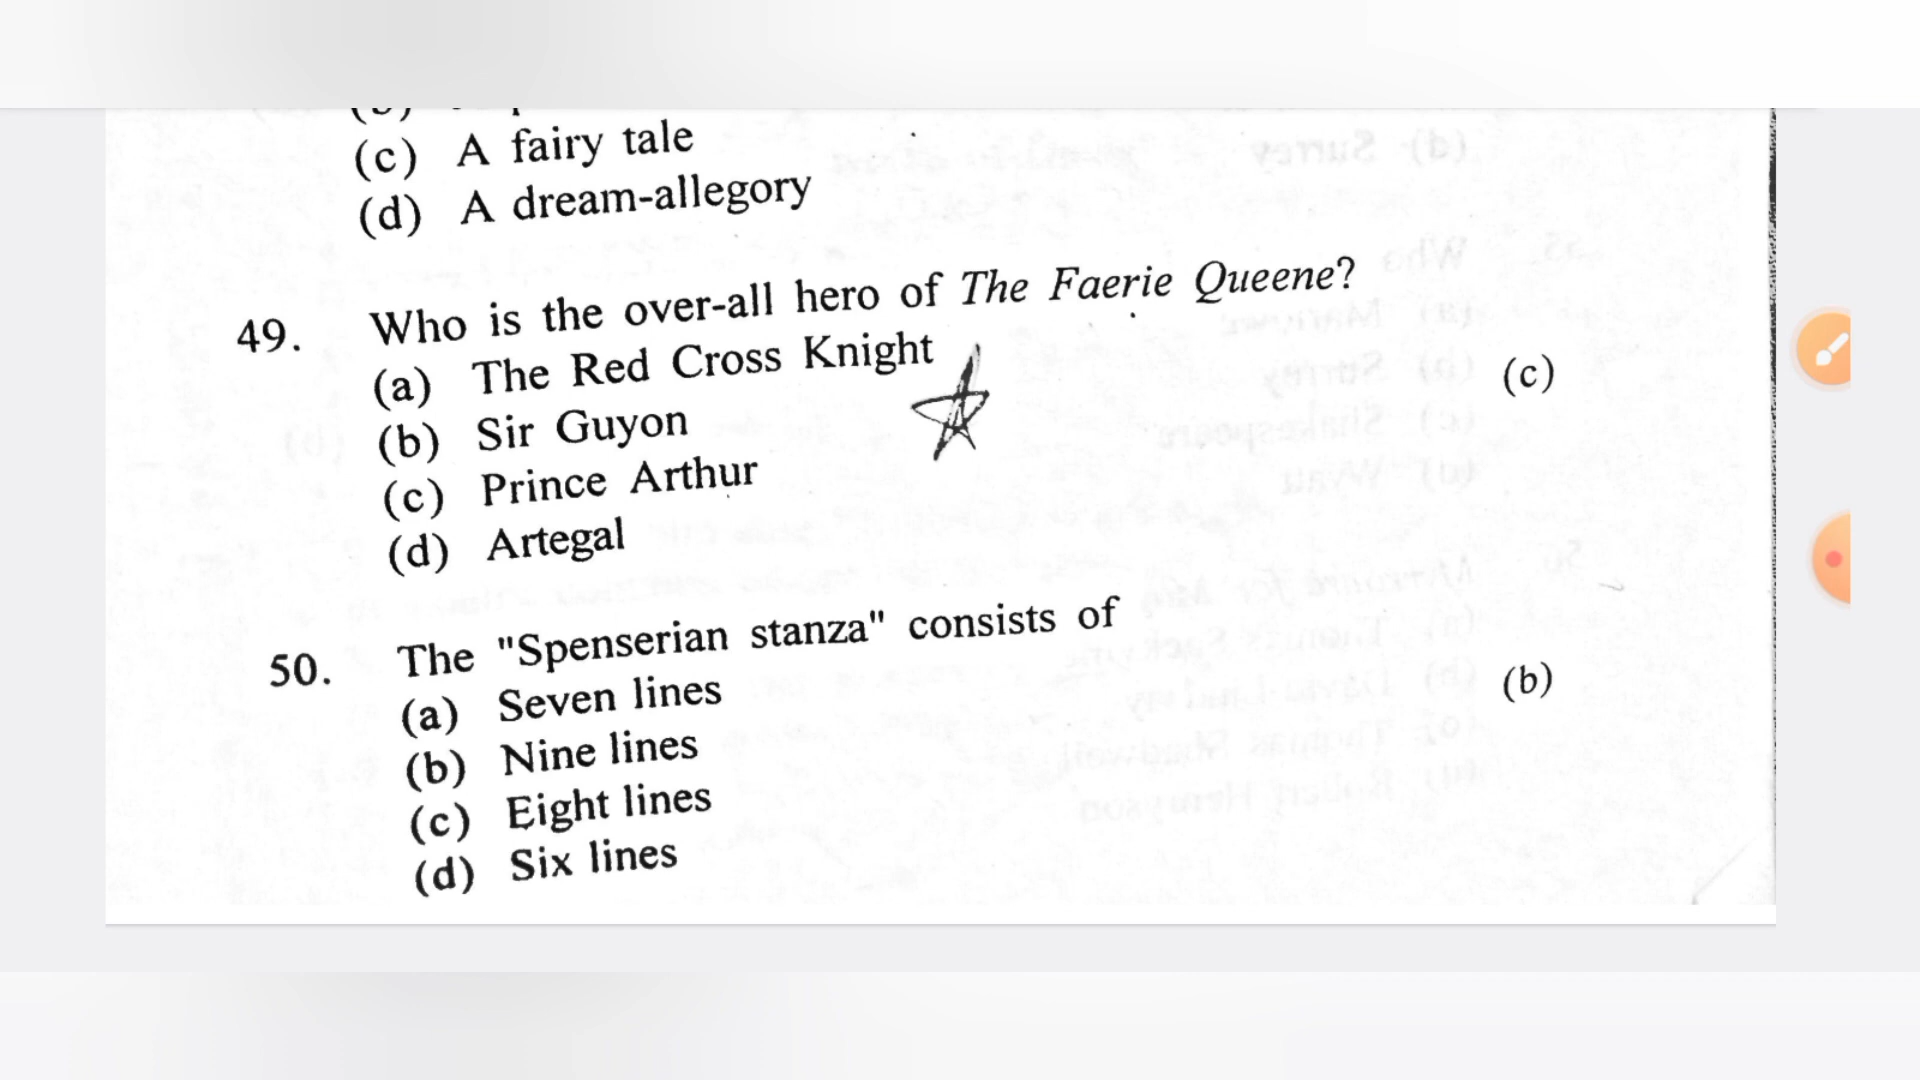 (c) A fairy tale
(d) A dream-allegory
49. Who is the over-all hero of The Faerie Queene?
(a) The Red Cross Knight
(c)
(b) Sir Guyon
(c) Prince Arthur
(d) Artegal
50. The "Spenserian stanza" consists of
(a) Seven lines
(b)
(b) Nine lines
(c) Eight lines
(d) Six lines